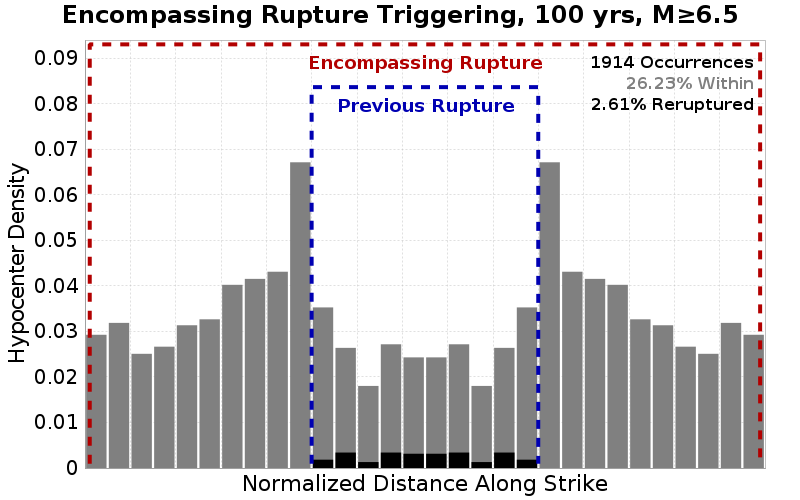 Encompassing Rupture Triggering, 100 yrs, M≥6.5
Encompassing Rupture
1914 Occurrences
26.23% Within
2.61% Reruptured
Previous Rupture
Hypocenter Density
0.09
0.08
0.07
0.06
0.05
0.04
0.03
0.02
0.01
0
Normalized Distance Along Strike